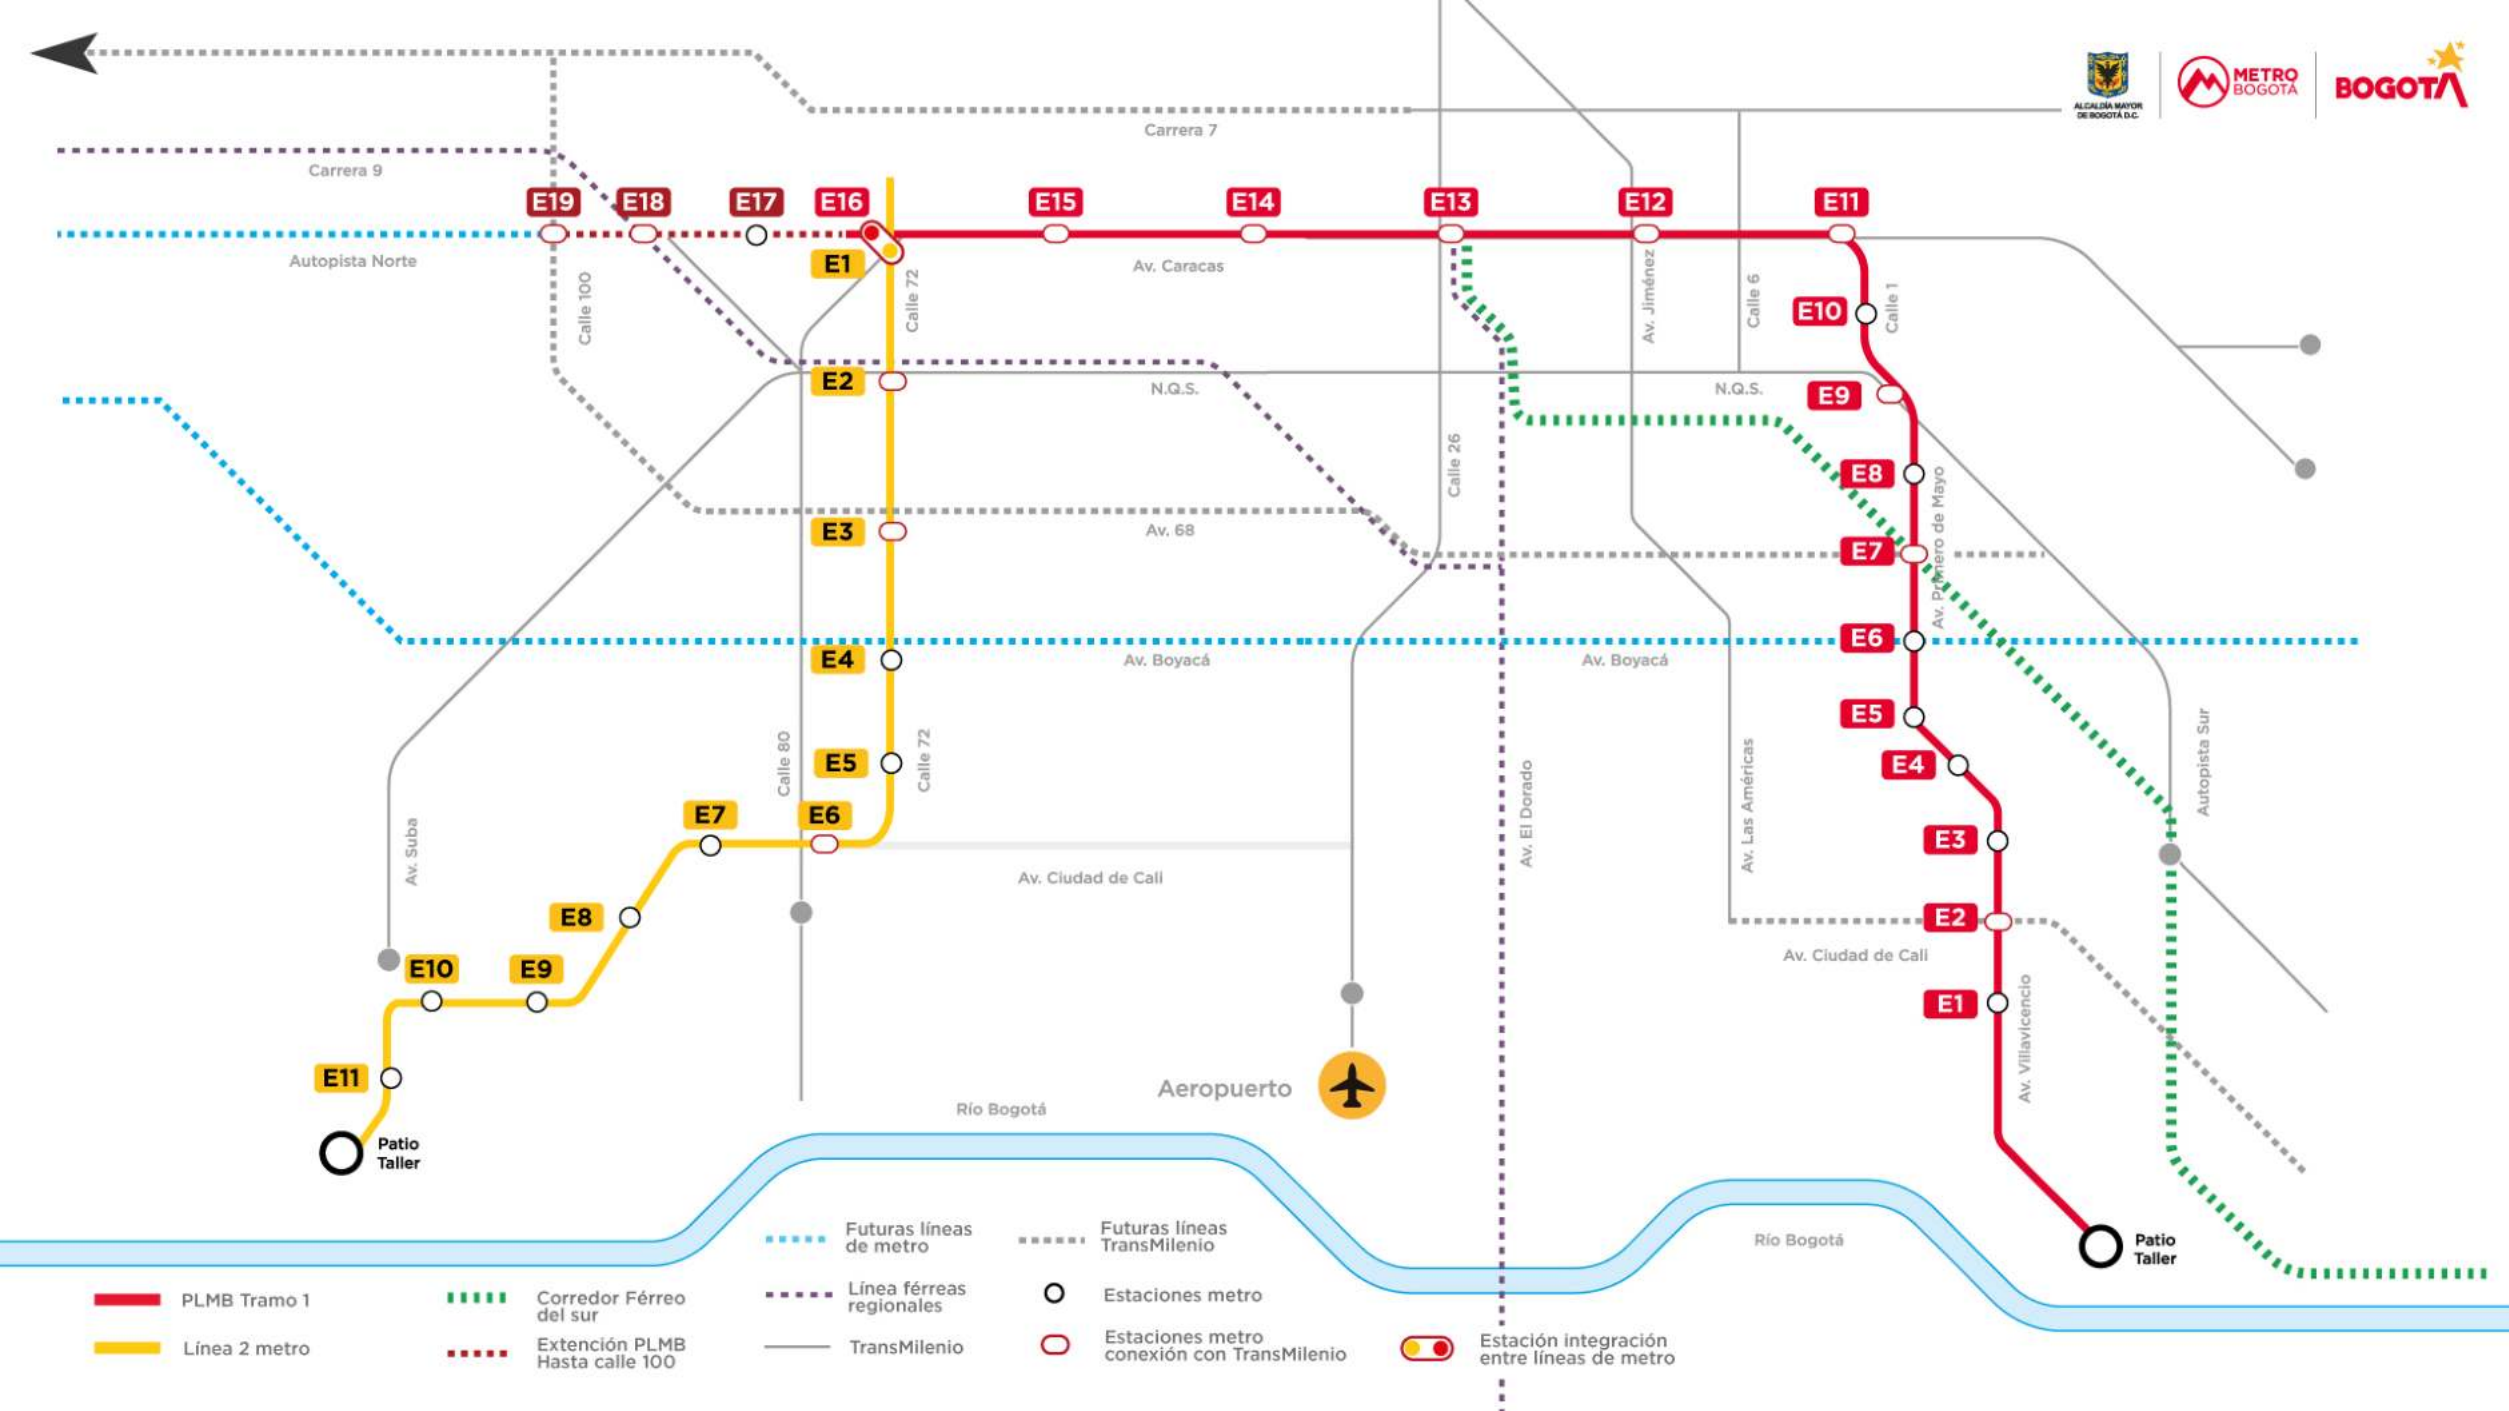 ALCALDÍA MAYOR
DE BOGOTÁ D.C.
METRO
BOGOTÁ
BOGOTÁ
Carrera 7
Carrera 9
E19
E18
E17
E16
E15
E14
E13
E12
E11
Autopista Norte
E1
Av. Caracas
Calle 100
Calle 72
Av. Jiménez
Calle 6
E10
Calle 1
E2
N.Q.S.
N.Q.S.
E9
Calle 26
E8
Av. Primero de Mayo
E3
Av. 68
E7
E4
Av. Boyacá
Av. Boyacá
E6
E5
Calle 80
Calle 72
E5
Av. El Dorado
Av. Las Américas
Autopista Sur
E4
E7
E6
Av. Suba
Av. Ciudad de Cali
E3
E8
E2
Av. Ciudad de Cali
E10
E9
E1
Av. Villavicencio
E11
Aeropuerto
Río Bogotá
Patio
Taller
Río Bogotá
Patio
Taller
PLMB Tramo 1
Línea 2 metro
Corredor Férreo
del sur
Extención PLMB
Hasta calle 100
Futuras líneas
de metro
Línea férreas
regionales
TransMilenio
Futuras líneas
TransMilenio
Estaciones metro
Estaciones metro
conexión con TransMilenio
Estación integración
entre líneas de metro